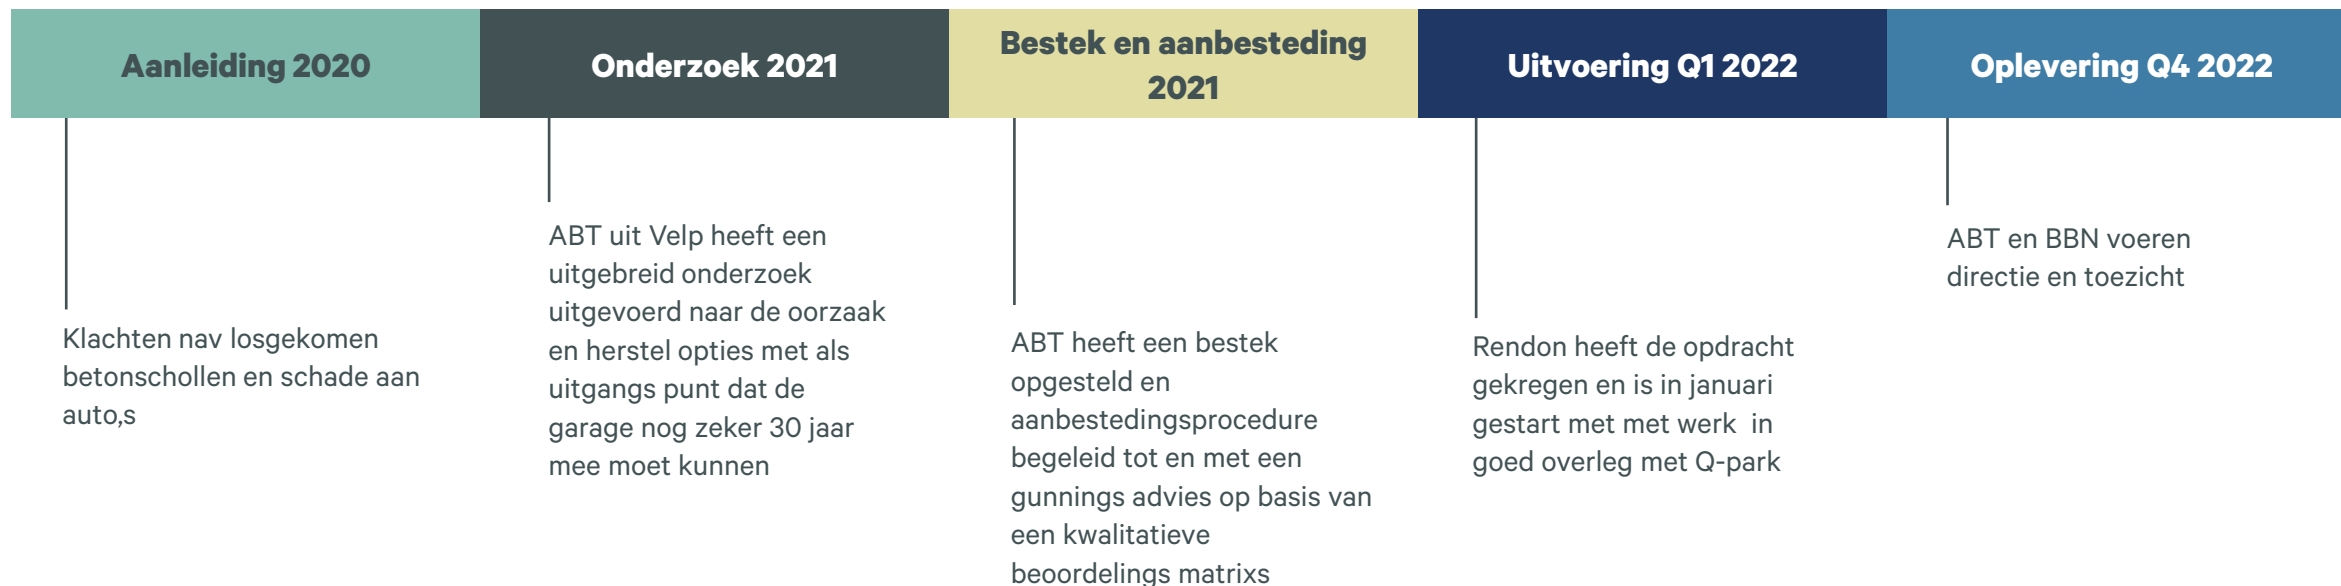 Aanleiding 2020
Onderzoek 2021
Bestek en aanbesteding
2021
Uitvoering Q1 2022
Oplevering Q4 2022
Klachten nav losgekomen
betonschollen en schade aan
auto,s
ABT uit Velp heeft een
uitgebreid onderzoek
uitgevoerd naar de oorzaak
en herstel opties met als
uitgangs punt dat de
garage nog zeker 30 jaar
mee moet kunnen
ABT heeft een bestek
opgesteld en
aanbestedingsprocedure
begeleid tot en met een
gunnings advies op basis van
een kwalitatieve
beoordelings matrixs
Rendon heeft de opdracht
gekregen en is in januari
gestart met met werk  in
goed overleg met Q-park
ABT en BBN voeren
directie en toezicht